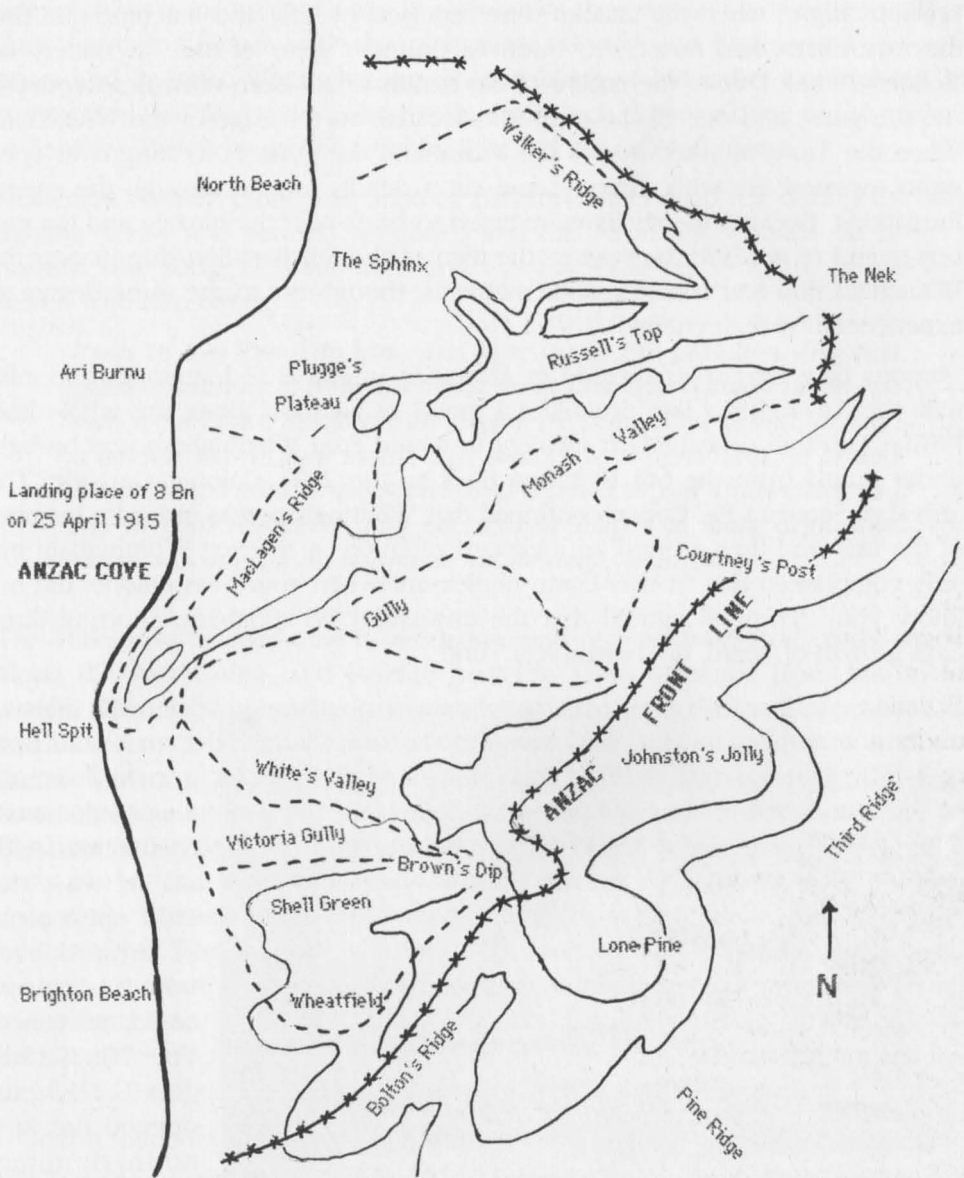 Walker's Ridge
North Beach
The Sphinx
The Nek
Russell's Top
Ari Burnu
Plugge's
Plateau
Monash Valley
MacLagen's Ridge
Landing place of 8 Bn
on 25 April 1915
ANZAC COVE
Courtney's Post
Gully
ANZAC FRONT LINE
Hell Spit
White's Valley
Johnston's Jolly
Third Ridge
Victoria Gully
Brown's Dip
Shell Green
Lone Pine
N
Brighton Beach
Wheatfield
Bolton's Ridge
Pine Ridge